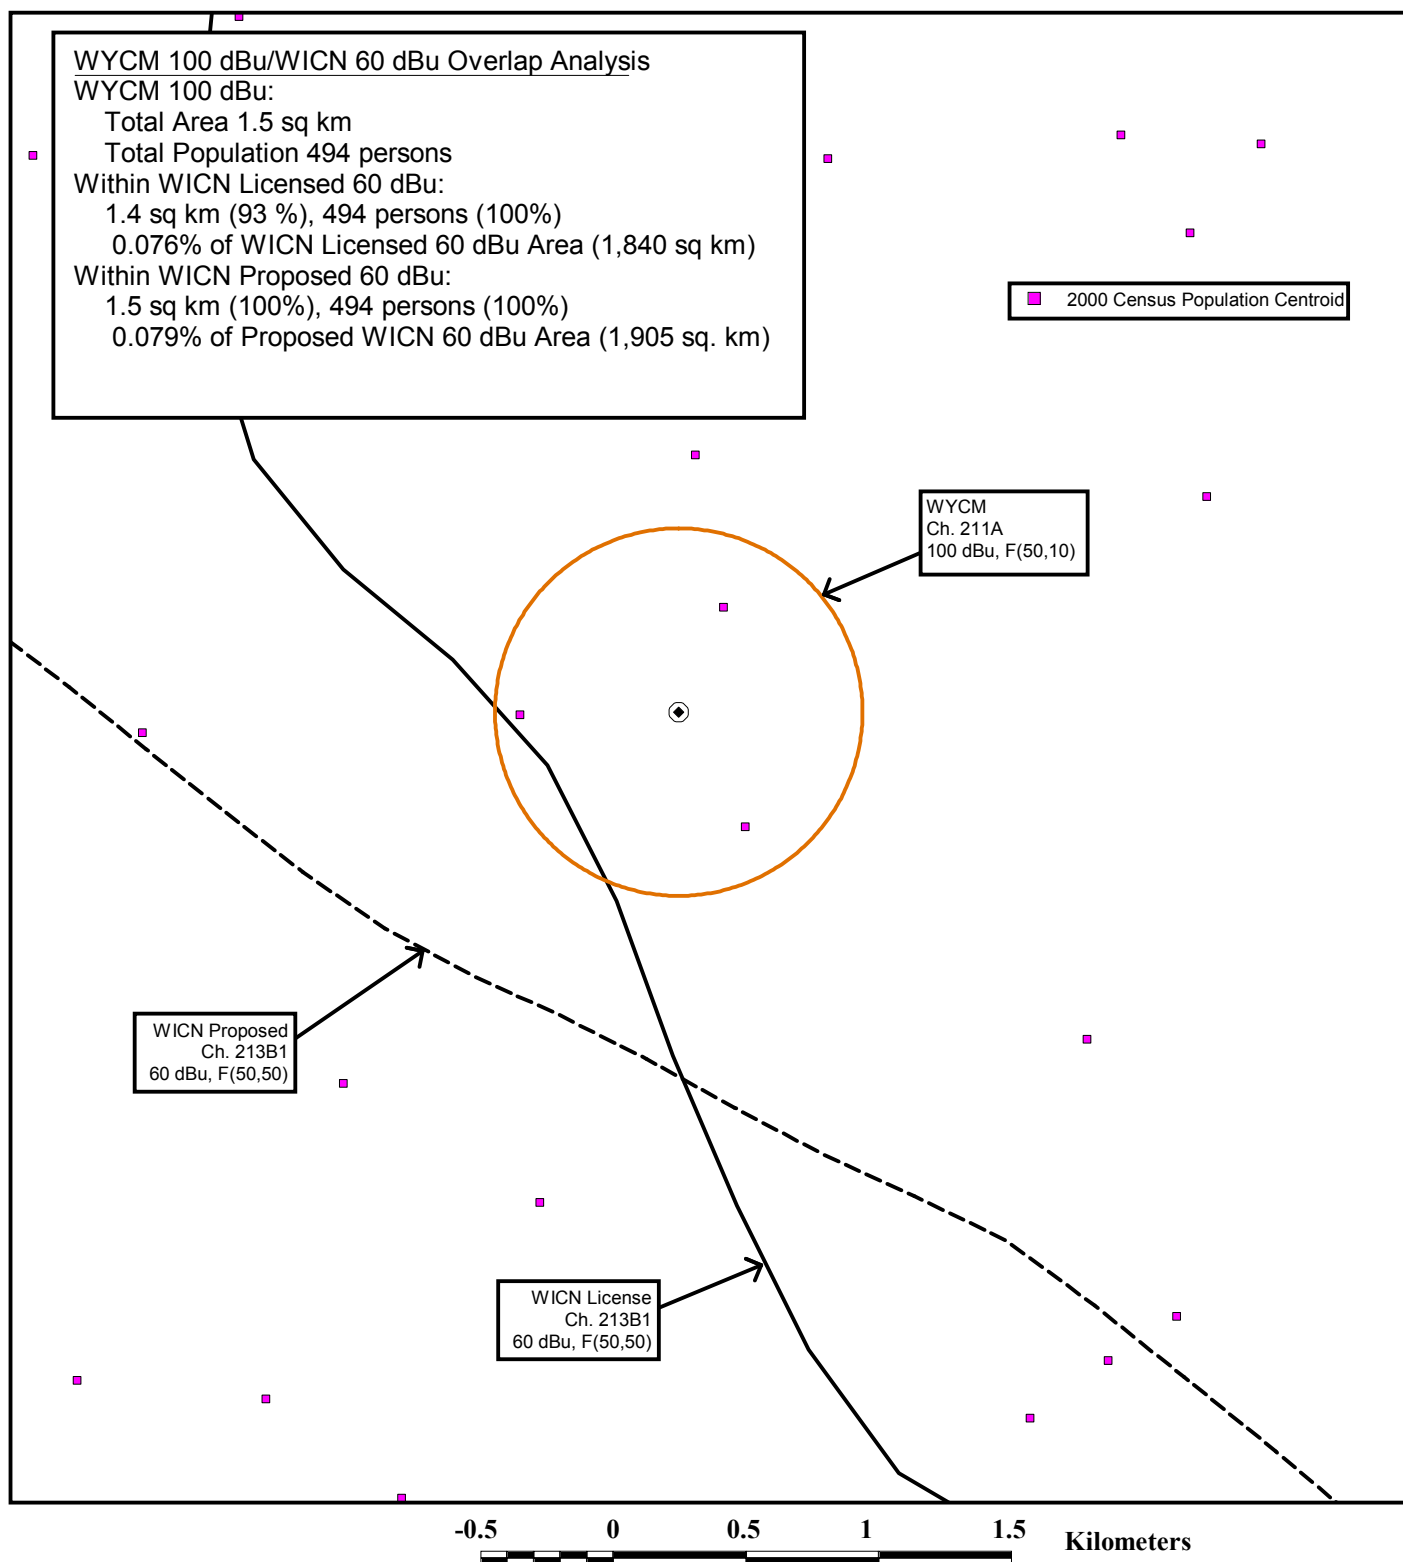 WYCM 100 dBu/WICN 60 dBu Overlap Analysis
WYCM 100 dBu:
Total Area 1.5 sq km
Total Population 494 persons
Within WICN Licensed 60 dBu:
1.4 sq km (93 %), 494 persons (100%)
0.076% of WICN Licensed 60 dBu Area (1,840 sq km)
Within WICN Proposed 60 dBu:
1.5 sq km (100%), 494 persons (100%)
0.079% of Proposed WICN 60 dBu Area (1,905 sq. km)
2000 Census Population Centroid
WYCM
Ch. 211A
100 dBu, F(50,10)
WICN Proposed
Ch. 213B1
60 dBu, F(50,50)
WICN License
Ch. 213B1
60 dBu, F(50,50)
-0.5 0 0.5 1 1.5 Kilometers